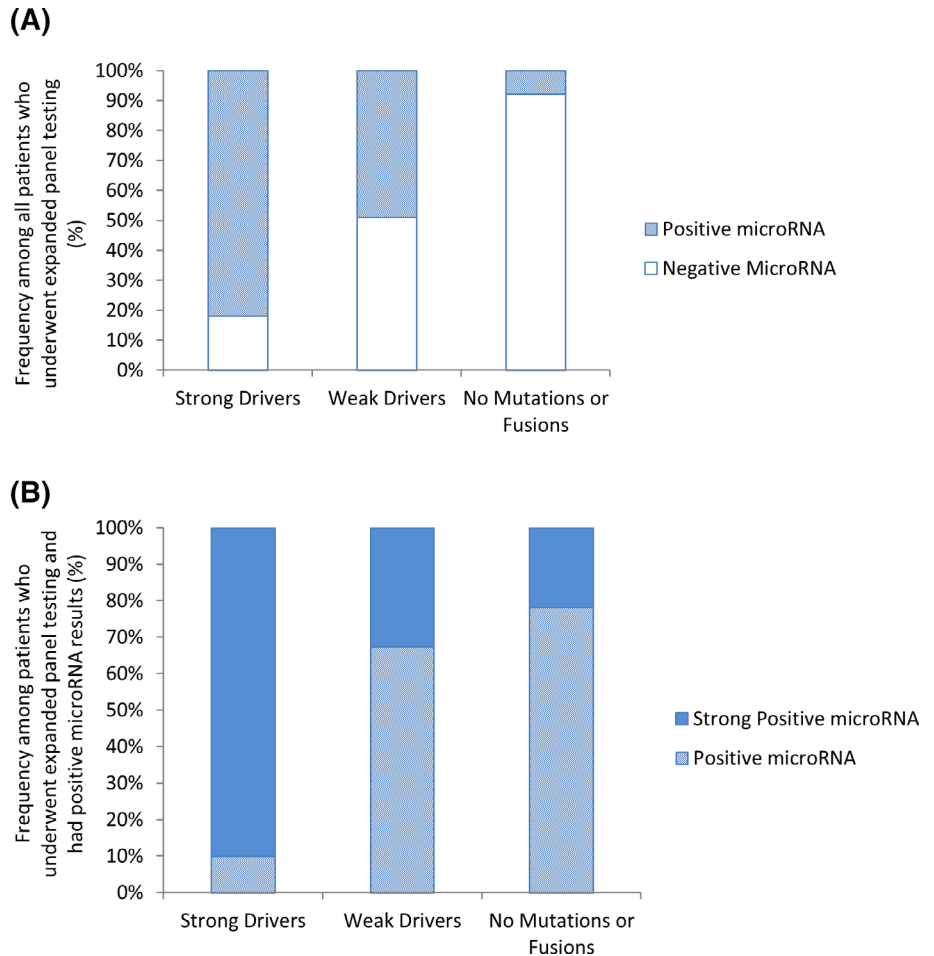 (A)
Frequency among all patients who
underwent expanded panel testing
(%)
100%
90%
80%
70%
60%
50%
40%
30%
20%
10%
0%
Strong Drivers
Weak Drivers
No Mutations or
Fusions
Positive microRNA
Negative MicroRNA
(B)
Frequency among patients who
underwent expanded panel testing and
had positive microRNA results (%)
100%
90%
80%
70%
60%
50%
40%
30%
20%
10%
0%
Strong Drivers
Weak Drivers
No Mutations or
Fusions
Strong Positive microRNA
Positive microRNA